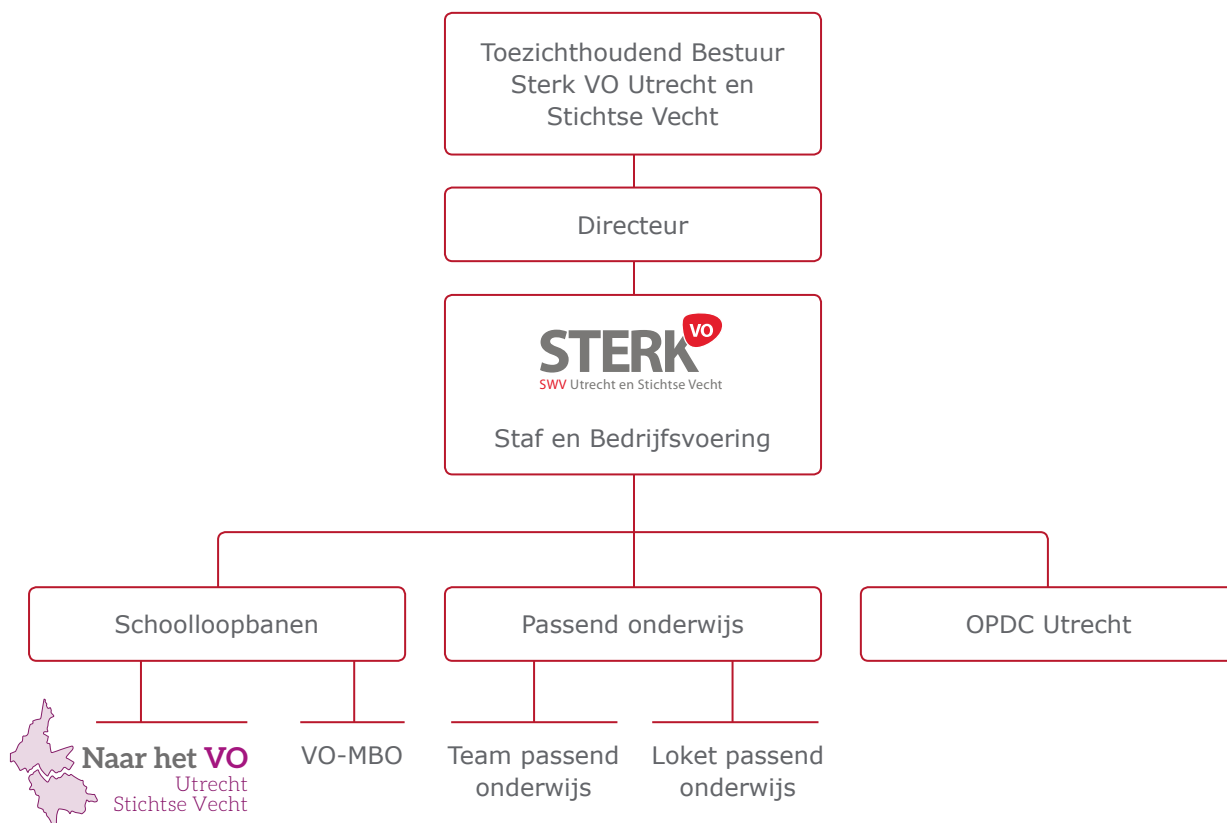 Toezichthoudend Bestuur
Sterk VO Utrecht en
Stichtse Vecht
Directeur
STERK VO
SWV Utrecht en Stichtse Vecht
Staf en Bedrijfsvoering
Schoolloopbanen
Passend onderwijs
OPDC Utrecht
Naar het VO
Utrecht
Stichtse Vecht
VO-MBO
Team passend
onderwijs
Loket passend
onderwijs